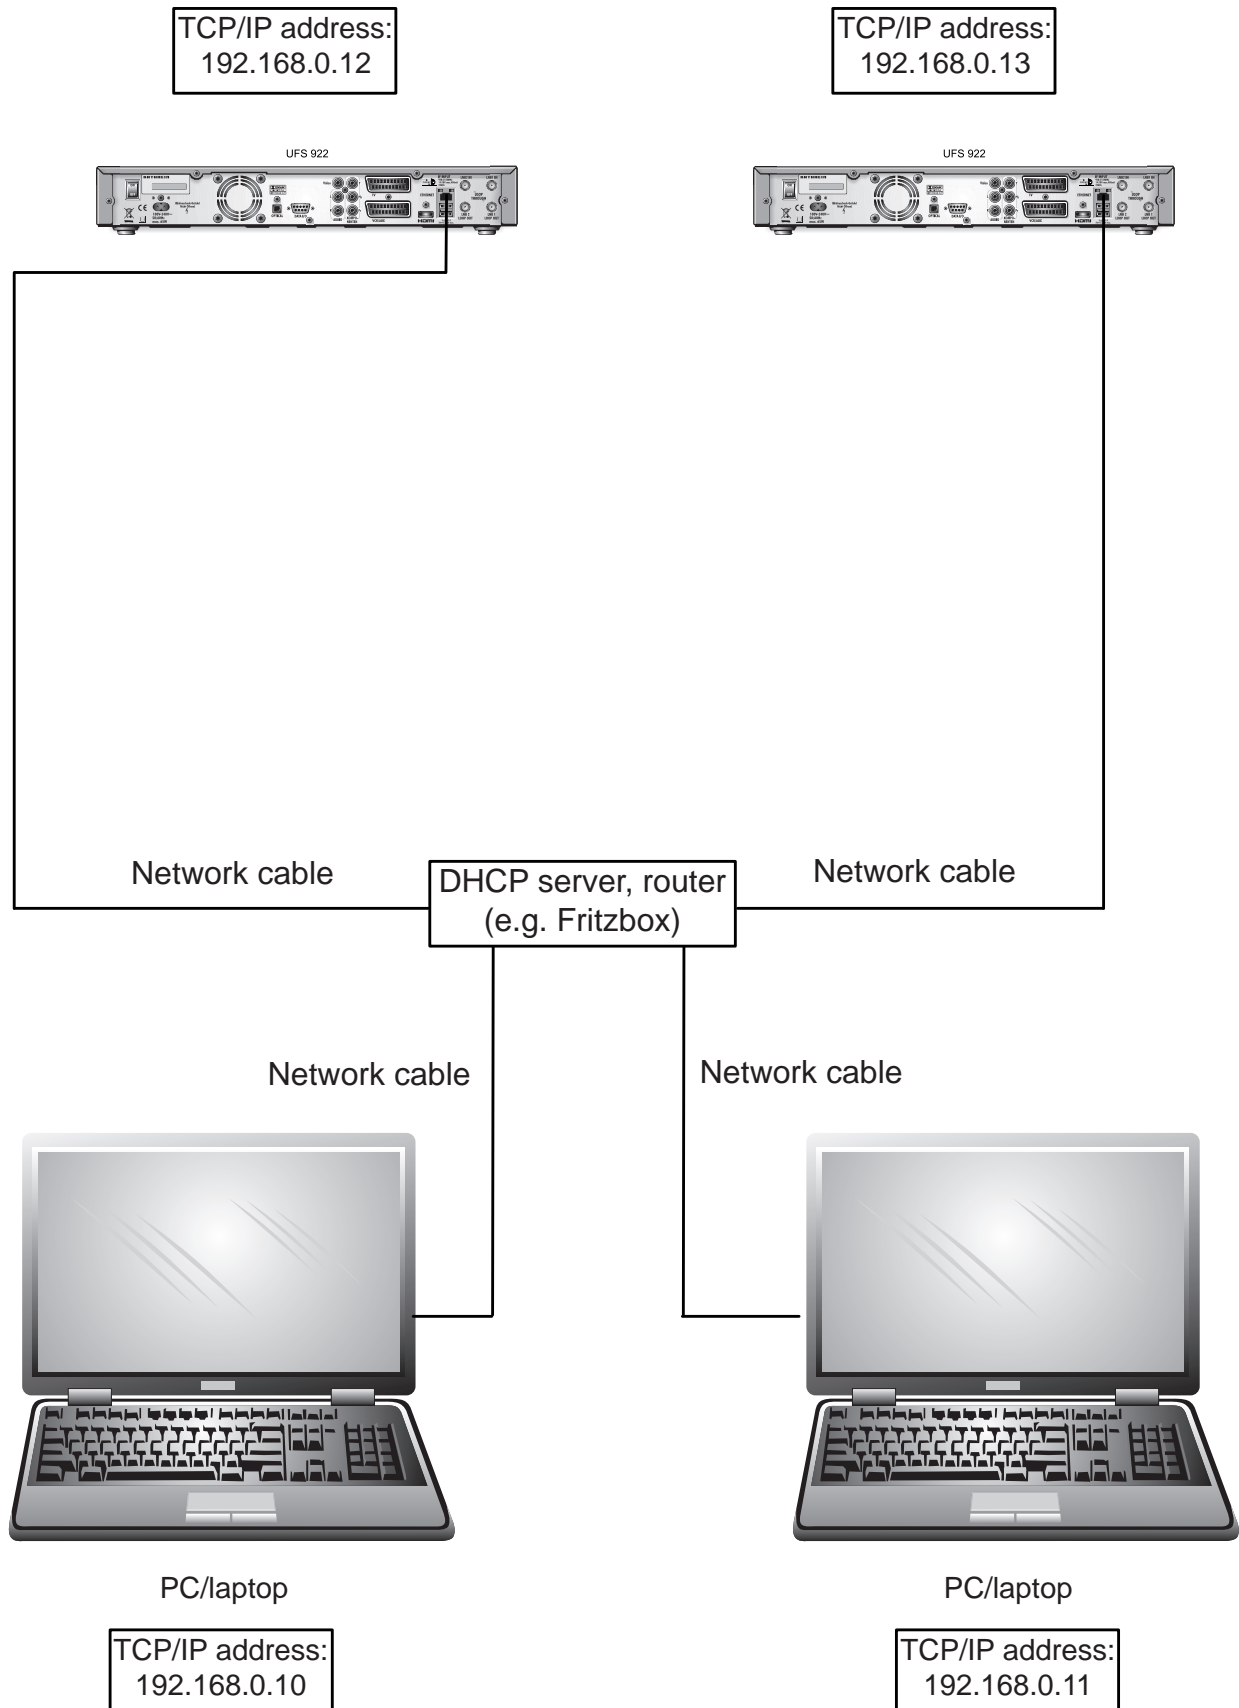 TCP/IP address:
192.168.0.12
TCP/IP address:
192.168.0.13
UFS 922
UFS 922
Network cable
DHCP server, router
(e.g. Fritzbox)
Network cable
Network cable
Network cable
PC/laptop
PC/laptop
TCP/IP address:
192.168.0.10
TCP/IP address:
192.168.0.11